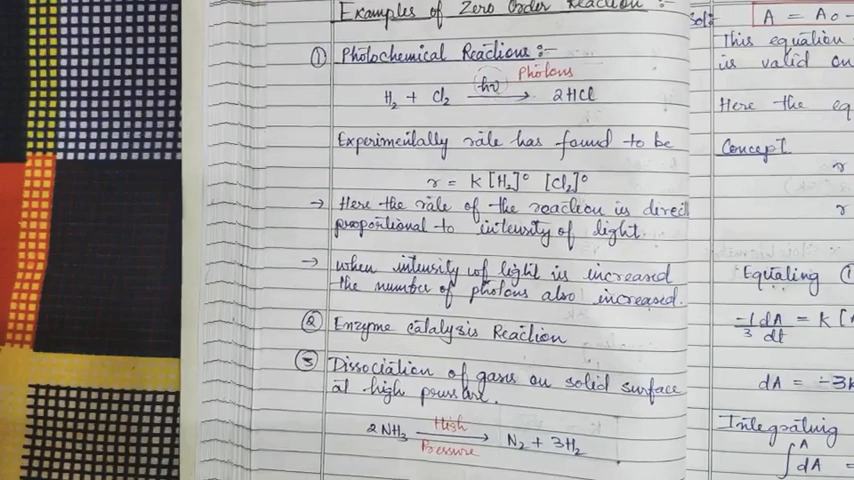 Examples of Zero Order Reaction :-
① Photochemical Reactions :-
Photons
H₂ + Cl₂ —hν→ 2HCl
Experimentally rate has found to be
r = K [H₂]⁰ [Cl₂]⁰
→ Here the rate of the reaction is direct
proportional to intensity of light.
→ when intensity of light is increased
the number of photons also increased.
② Enzyme catalysis Reaction
③ Dissociation of gases on solid surface
at high pressure.
High
2NH₃ → N₂ + 3H₂
Pressure
Sol:
A = A₀ -
This equation
is valid on
Here the eq
Concept
r
r
Equating ①
-1/3 dA/dt = K [A
dA = -3K
Integrating
∫ᴬ dA =